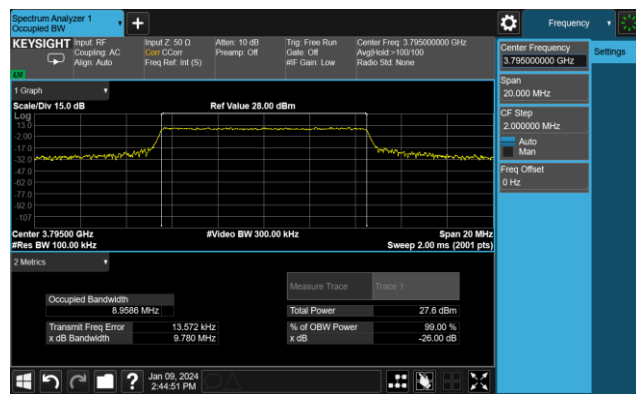 Spectrum Analyzer 1
Occupied BW
Frequency
KEYSIGHT
Input: RF
Coupling: AC
Align: Auto
Input Z: 50 Ω
Corr CCorr
Freq Ref: Int (S)
Atten: 10 dB
Preamp: Off
Trig: Free Run
Gate: Off
#IF Gain: Low
Center Freq: 3.795000000 GHz
Avg|Hold:>100/100
Radio Std: None
Center Frequency
3.795000000 GHz
Settings
Span
20.000 MHz
CF Step
2.000000 MHz
Auto
Man
Freq Offset
0 Hz
1 Graph
Scale/Div 15.0 dB
Ref Value 28.00 dBm
Log
13.0
-2.00
-17.0
-32.0
-47.0
-62.0
-77.0
-92.0
-107
Center 3.79500 GHz
#Video BW 300.00 kHz
Span 20 MHz
#Res BW 100.00 kHz
Sweep 2.00 ms (2001 pts)
2 Metrics
Measure Trace
Trace 1
Occupied Bandwidth
8.9586 MHz
Total Power
27.6 dBm
Transmit Freq Error
13.572 kHz
% of OBW Power
99.00 %
x dB Bandwidth
9.780 MHz
x dB
-26.00 dB
?
Jan 09, 2024
2:44:51 PM